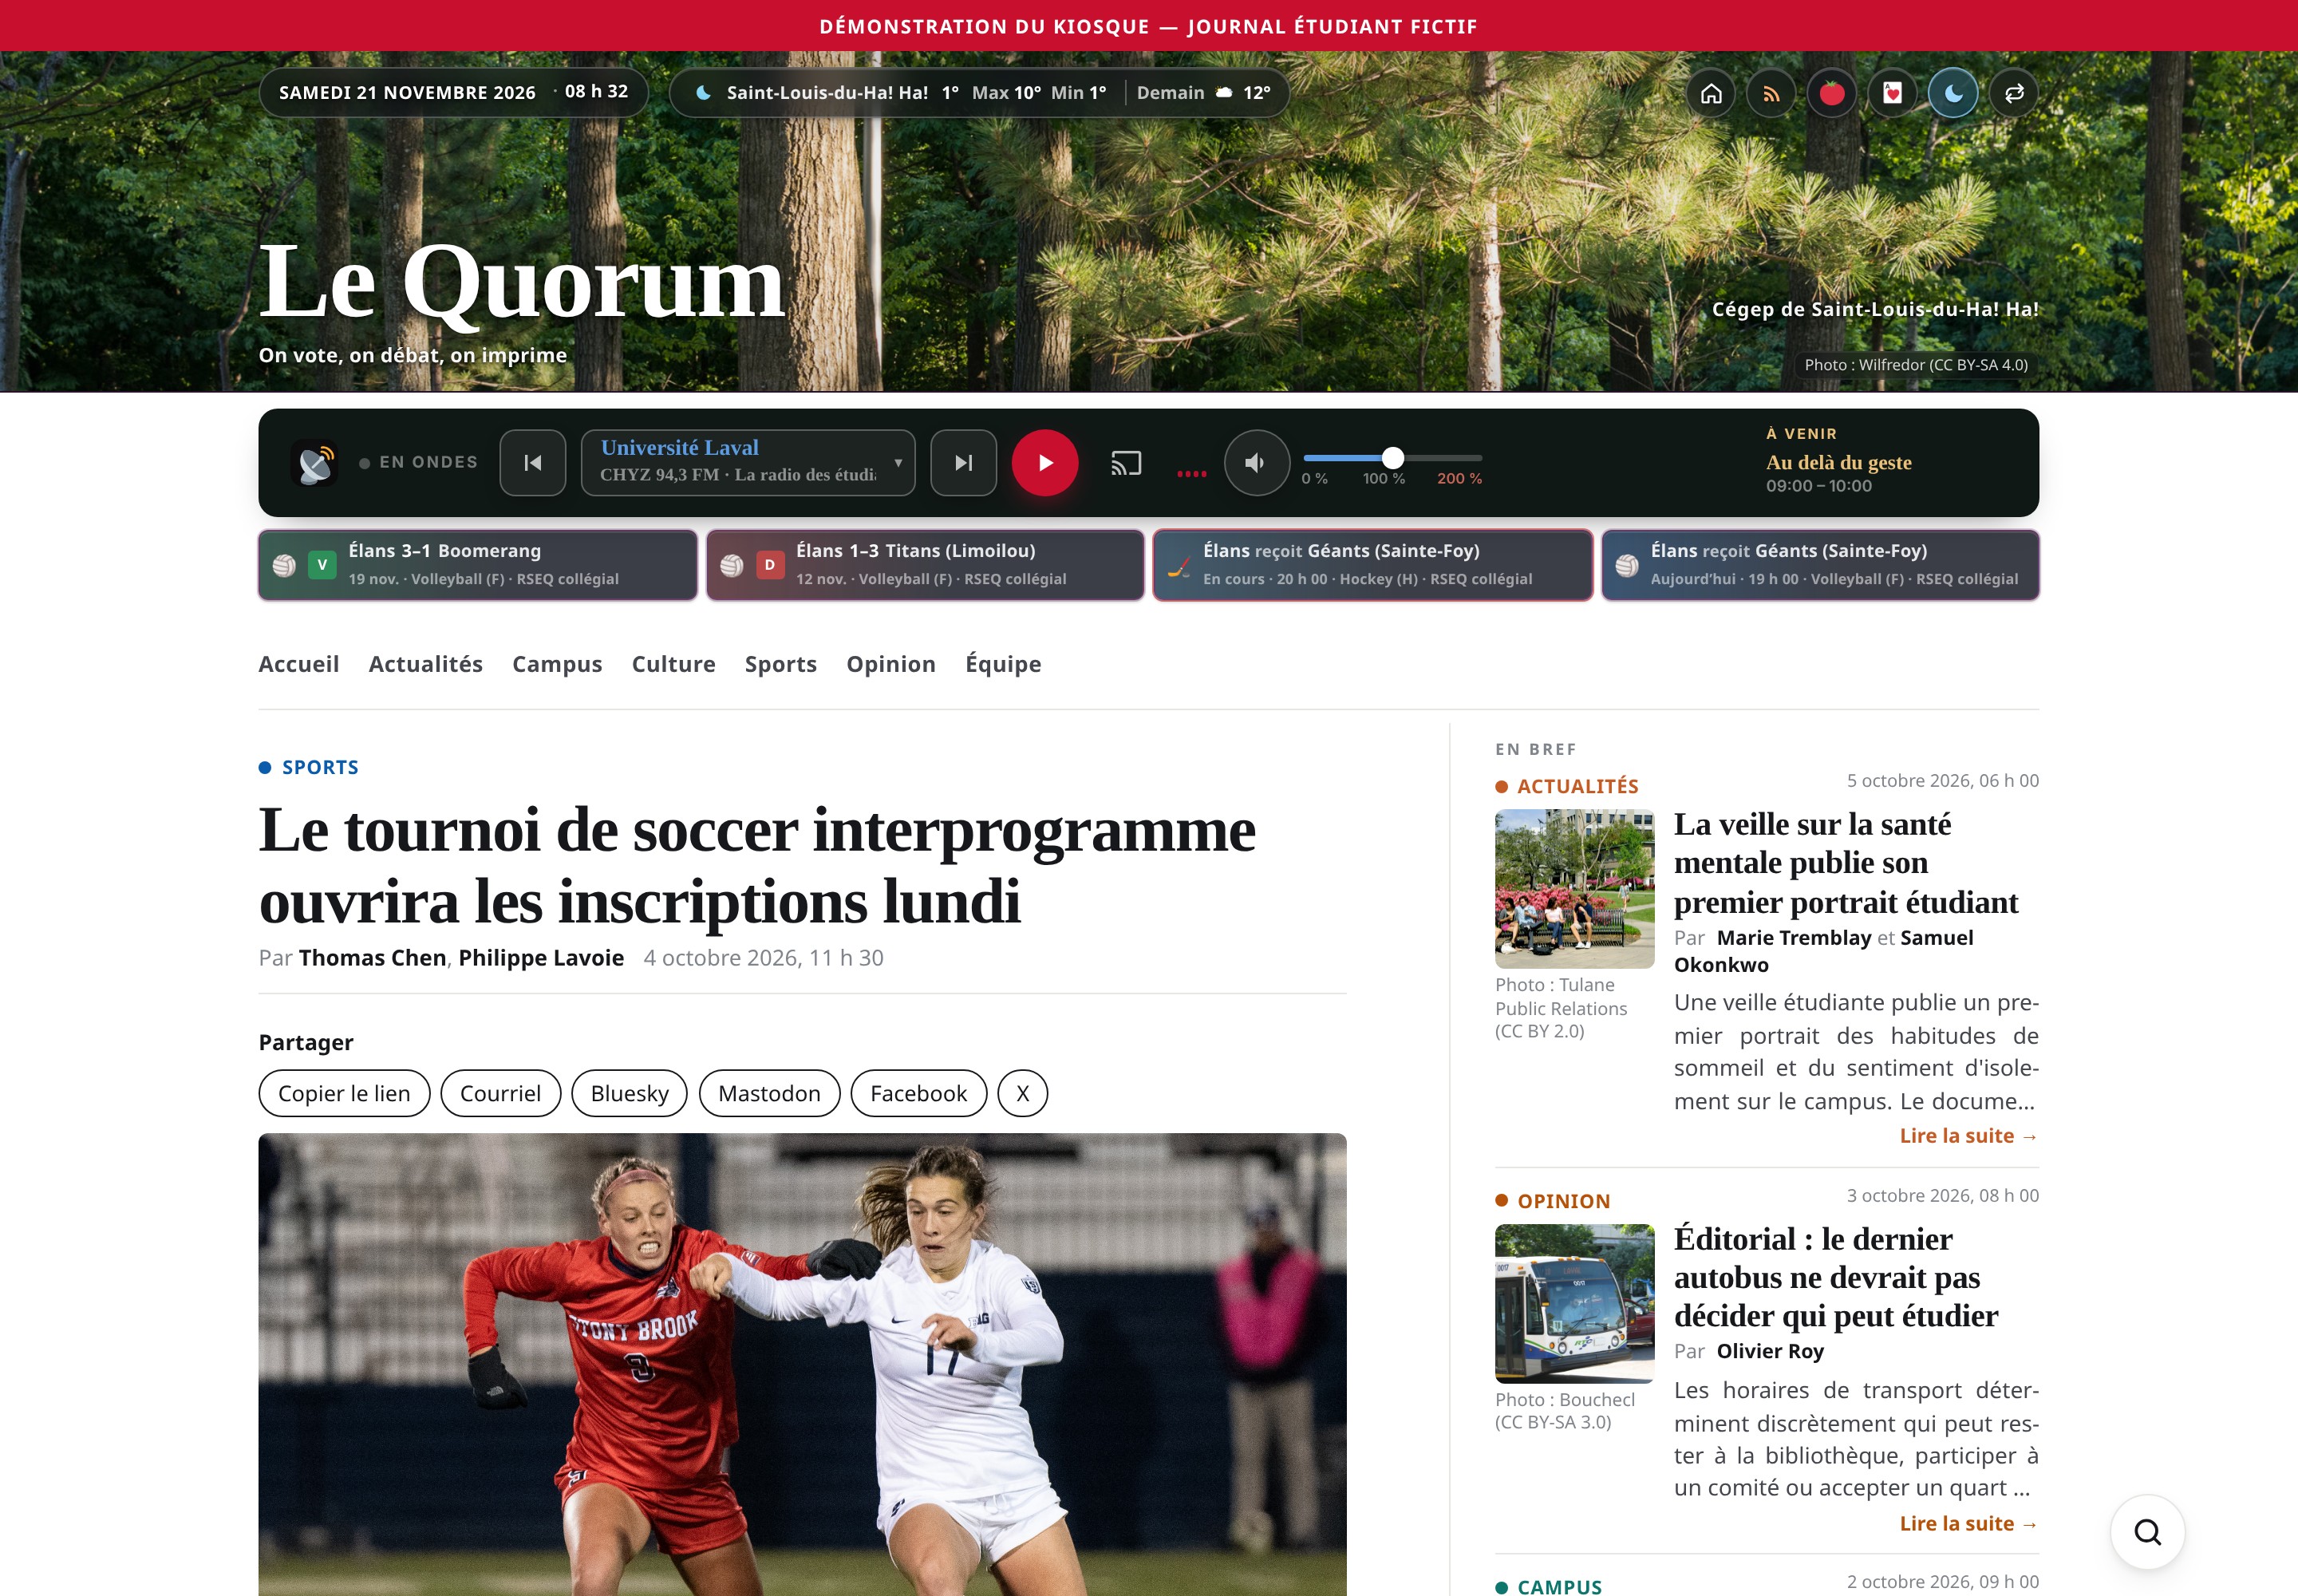 DÉMONSTRATION DU KIOSQUE — JOURNAL ÉTUDIANT FICTIF
SAMEDI 21 NOVEMBRE 2026 · 08 h 32
Saint-Louis-du-Ha! Ha! 1° Max 10° Min 1° Demain 12°
Le Quorum
On vote, on débat, on imprime
Cégep de Saint-Louis-du-Ha! Ha!
Photo : Wilfredor (CC BY-SA 4.0)
EN ONDES
Université Laval
CHYZ 94,3 FM · La radio des étudi
0 % 100 % 200 %
À VENIR
Au delà du geste
09:00 – 10:00
V
Élans 3–1 Boomerang
19 nov. · Volleyball (F) · RSEQ collégial
D
Élans 1–3 Titans (Limoilou)
12 nov. · Volleyball (F) · RSEQ collégial
Élans reçoit Géants (Sainte-Foy)
En cours · 20 h 00 · Hockey (H) · RSEQ collégial
Élans reçoit Géants (Sainte-Foy)
Aujourd'hui · 19 h 00 · Volleyball (F) · RSEQ collégial
Accueil Actualités Campus Culture Sports Opinion Équipe
SPORTS
Le tournoi de soccer interprogramme
ouvrira les inscriptions lundi
Par Thomas Chen, Philippe Lavoie 4 octobre 2026, 11 h 30
Partager
Copier le lien Courriel Bluesky Mastodon Facebook X
STONY BROOK
3
17
EN BREF
ACTUALITÉS
5 octobre 2026, 06 h 00
La veille sur la santé
mentale publie son
premier portrait étudiant
Par Marie Tremblay et Samuel
Okonkwo
Photo : Tulane
Public Relations
(CC BY 2.0)
Une veille étudiante publie un pre-
mier portrait des habitudes de
sommeil et du sentiment d'isole-
ment sur le campus. Le docume...
Lire la suite →
OPINION
3 octobre 2026, 08 h 00
Éditorial : le dernier
autobus ne devrait pas
décider qui peut étudier
Par Olivier Roy
0017
Photo : Bouchecl
(CC BY-SA 3.0)
Les horaires de transport déter-
minent discrètement qui peut res-
ter à la bibliothèque, participer à
un comité ou accepter un quart ...
Lire la suite →
CAMPUS
2 octobre 2026, 09 h 00